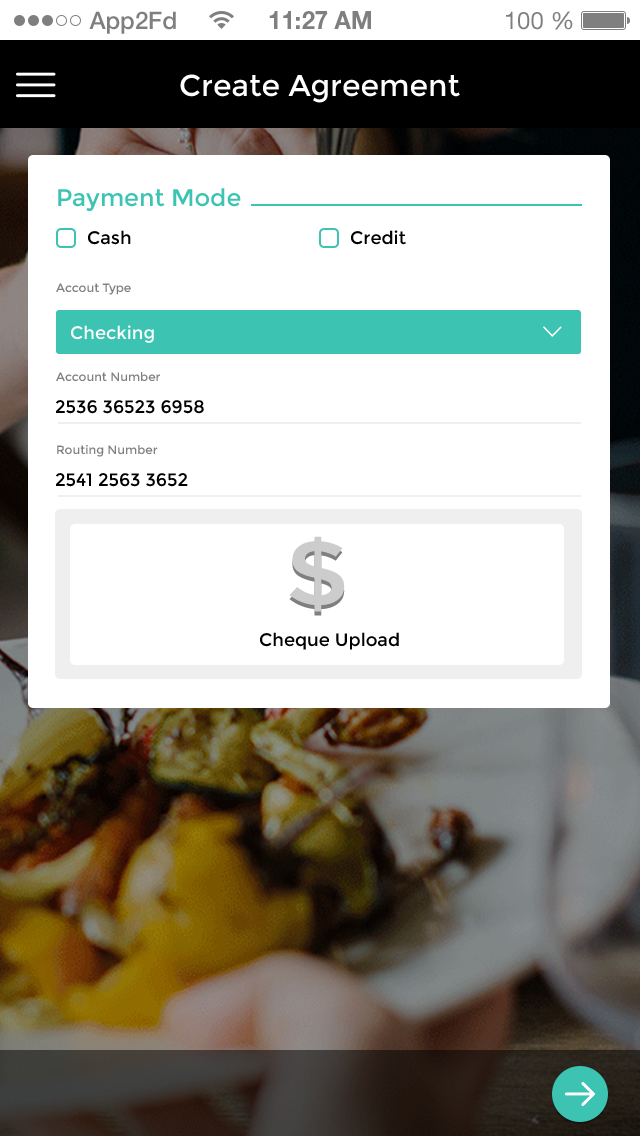 App2Fd 11:27 AM 100 %
Create Agreement
Payment Mode
Cash Credit
Accout Type
Checking
Account Number
2536 36523 6958
Routing Number
2541 2563 3652
$
Cheque Upload